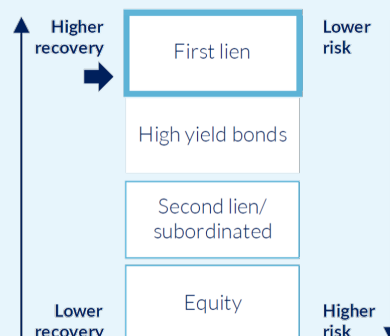 Higher
recovery
First lien
Lower
risk
High yield bonds
Second lien/
subordinated
Equity
Lower
recovery
Higher
risk